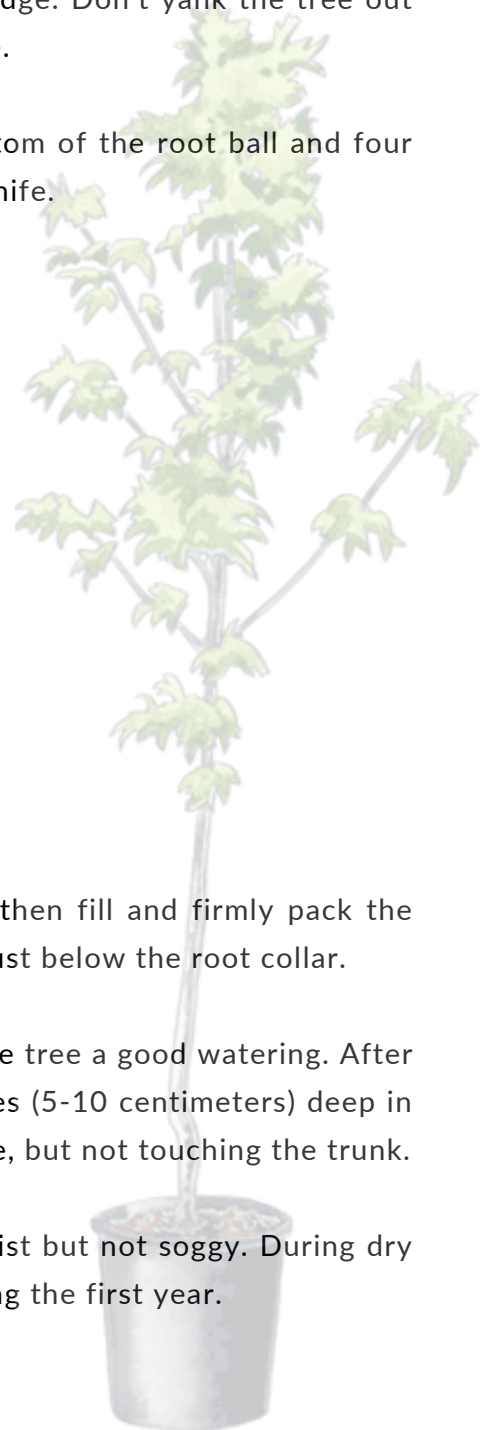 dge. Don't yank the tree out
.
tom of the root ball and four
nife.
then fill and firmly pack the
ust below the root collar.
e tree a good watering. After
es (5-10 centimeters) deep in
e, but not touching the trunk.
ist but not soggy. During dry
ng the first year.